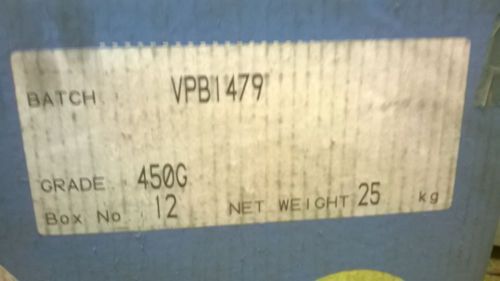 BATCH VPB1479
GRADE 450G
Box No 12 NET WEIGHT 25 kg